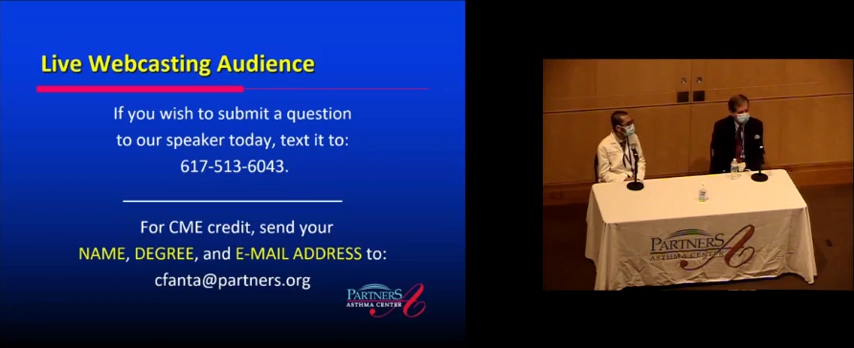 Live Webcasting Audience
If you wish to submit a question
to our speaker today, text it to:
617-513-6043.
For CME credit, send your
NAME, DEGREE, and E-MAIL ADDRESS to:
cfanta@partners.org
PARTNERS
ASTHMA CENTER
PARTNERS
ASTHMA CENTER